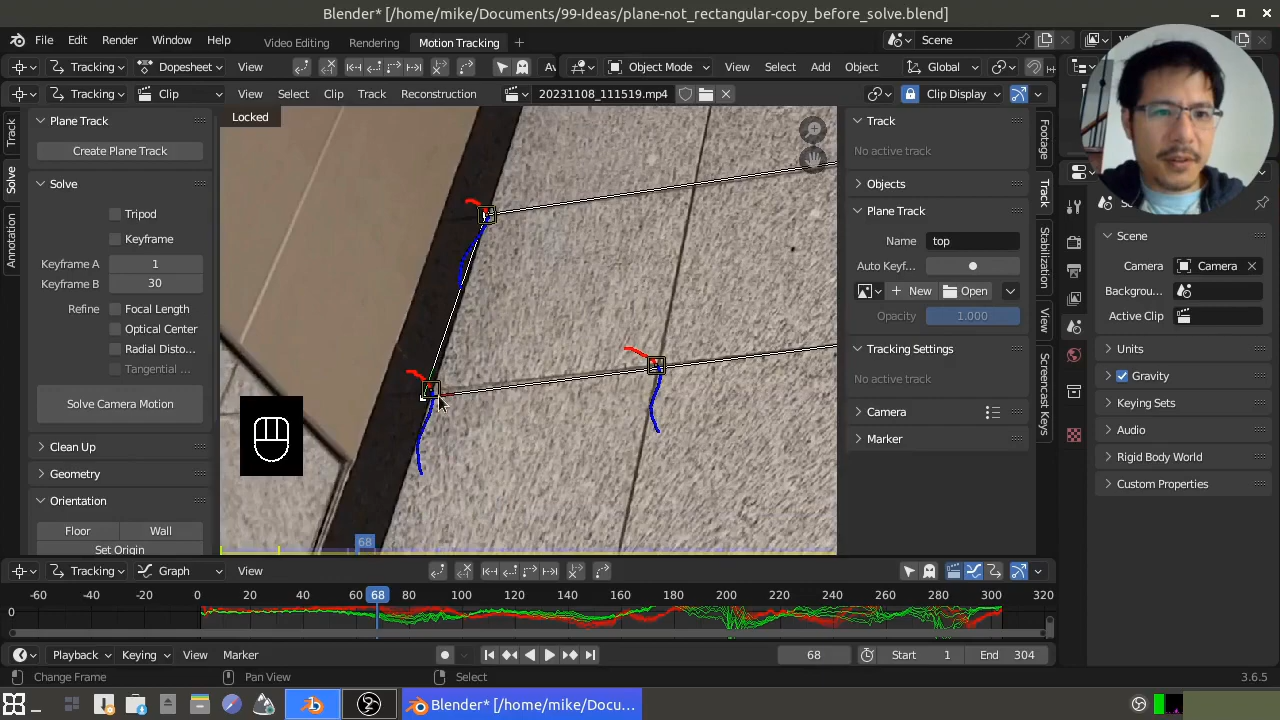 Blender* [/home/mike/Documents/99-Ideas/plane-not_rectangular-copy_before_solve.blend]
File Edit Render Window Help Video Editing Rendering Motion Tracking + Scene
Tracking Dopesheet View Object Mode View Select Add Object Global
Tracking Clip View Select Clip Track Reconstruction 20231108_111519.mp4 Clip Display
Track
Solve
Annotation
Plane Track
Create Plane Track
Solve
Tripod
Keyframe
Keyframe A 1
Keyframe B 30
Refine Focal Length
Optical Center
Radial Disto...
Tangential ...
Solve Camera Motion
Clean Up
Geometry
Orientation
Floor Wall
Set Origin
Locked
68
Track
No active track
Objects
Plane Track
Name top
Auto Keyf...
New Open
Opacity 1.000
Tracking Settings
No active track
Camera
Marker
Footage
Track
Stabilization
View
Screencast Keys
Scene
Camera Camera
Backgrou...
Active Clip
Units
Gravity
Keying Sets
Audio
Rigid Body World
Custom Properties
Tracking Graph View
-60 -40 -20 0 20 40 60 68 80 100 120 140 160 180 200 220 240 260 280 300 320
0
Playback Keying View Marker 68 Start 1 End 304
Change Frame Pan View Select 3.6.5
1 2 Blender* [/home/mike/Docu...